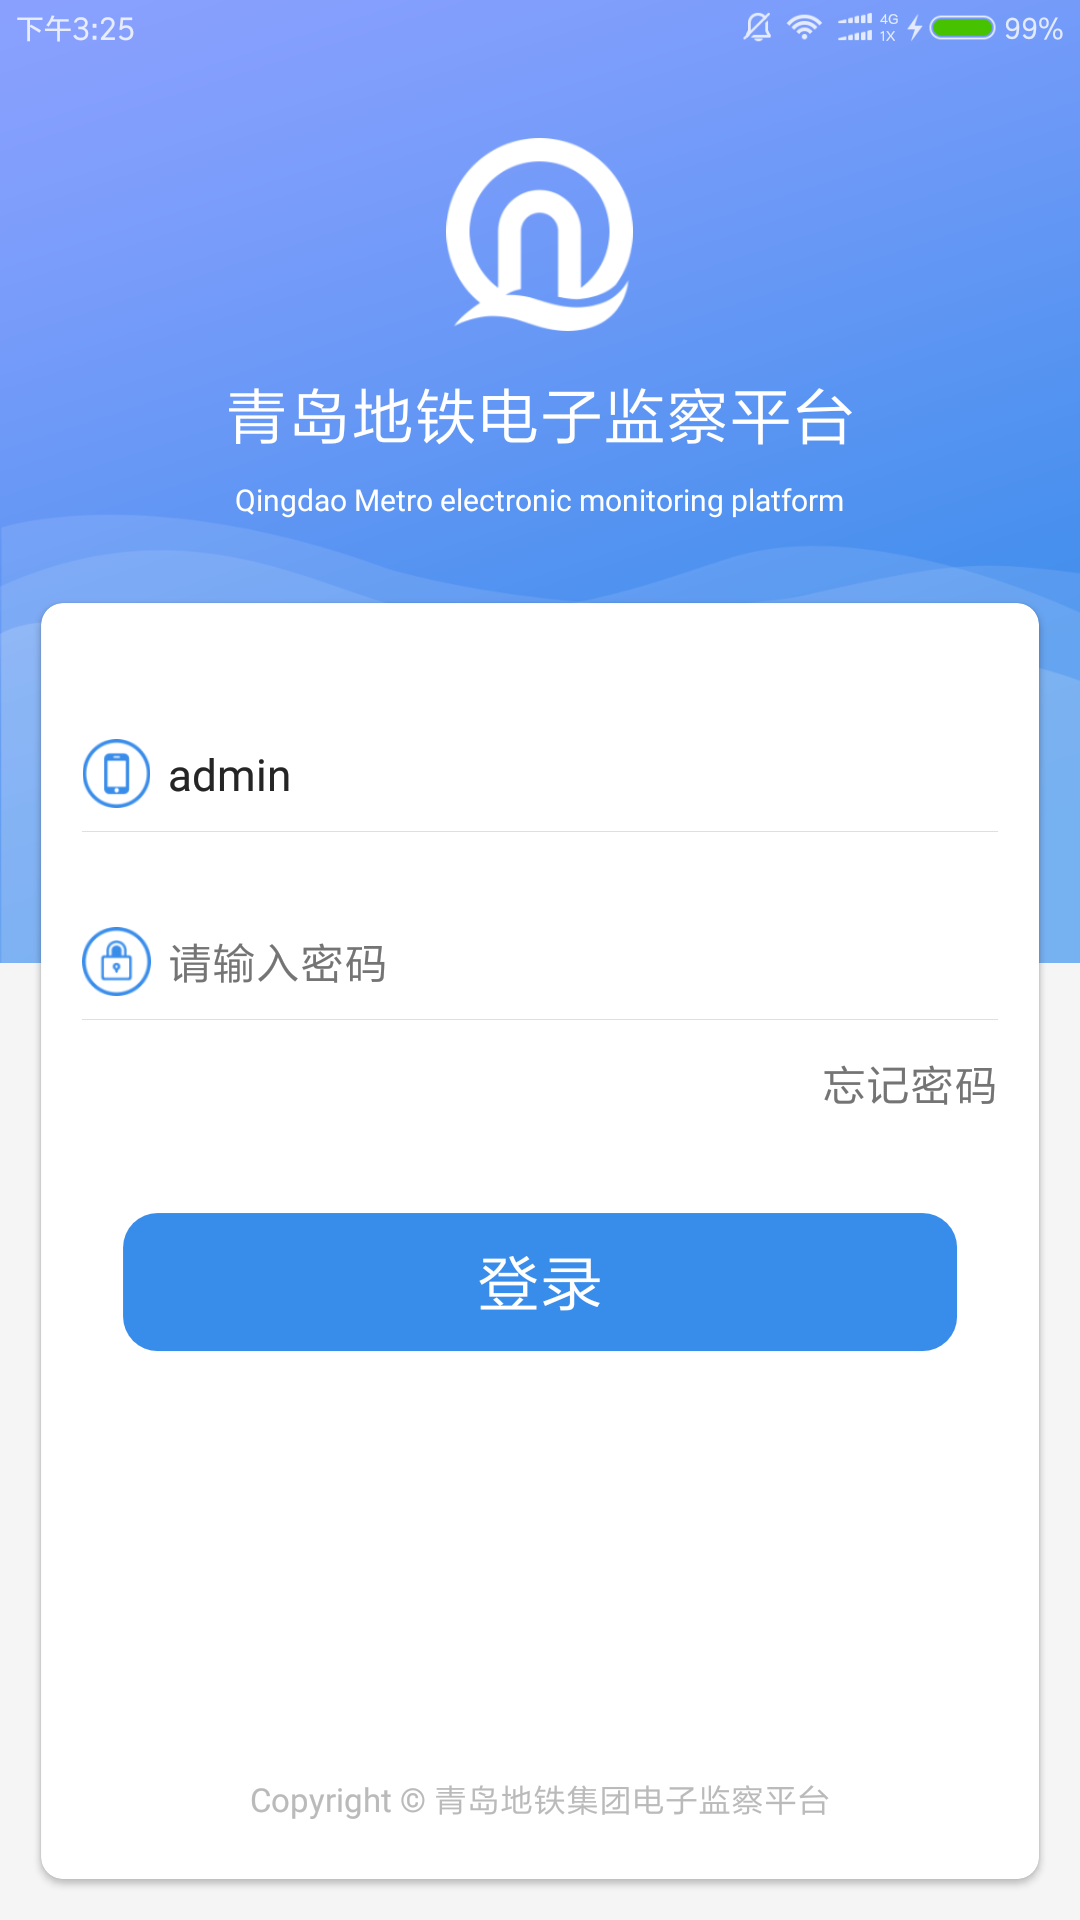 下午3:25
4G
1X
99%
青岛地铁电子监察平台
Qingdao Metro electronic monitoring platform
admin
请输入密码
忘记密码
登录
Copyright © 青岛地铁集团电子监察平台